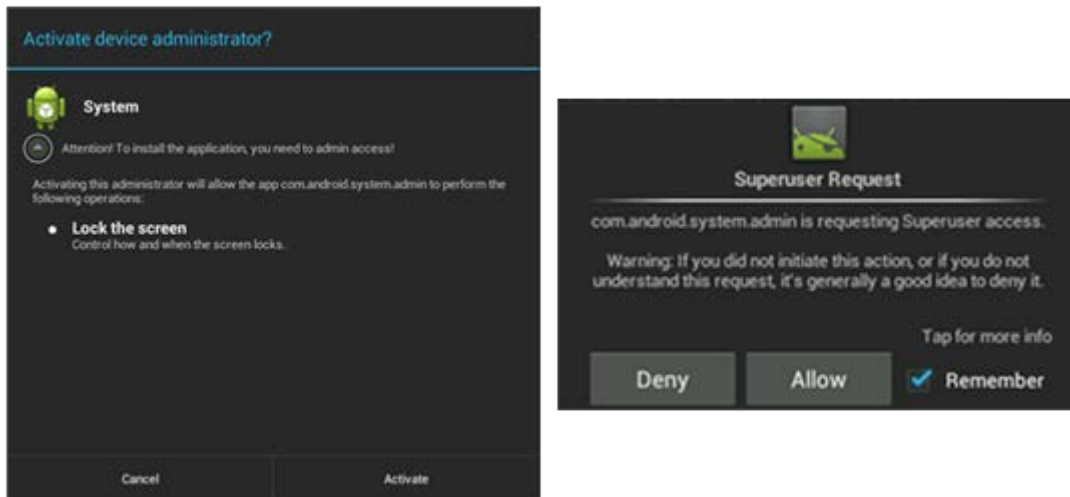 Activate device administrator?
System
Attention! To install the application, you need to admin access!
Activating this administrator will allow the app com.android.system.admin to perform the
following operations:
Lock the screen
Control how and when the screen locks.
Cancel
Activate
Superuser Request
com.android.system.admin is requesting Superuser access.
Warning: If you did not initiate this action, or if you do not
understand this request, it's generally a good idea to deny it.
Tap for more info
Deny
Allow
Remember